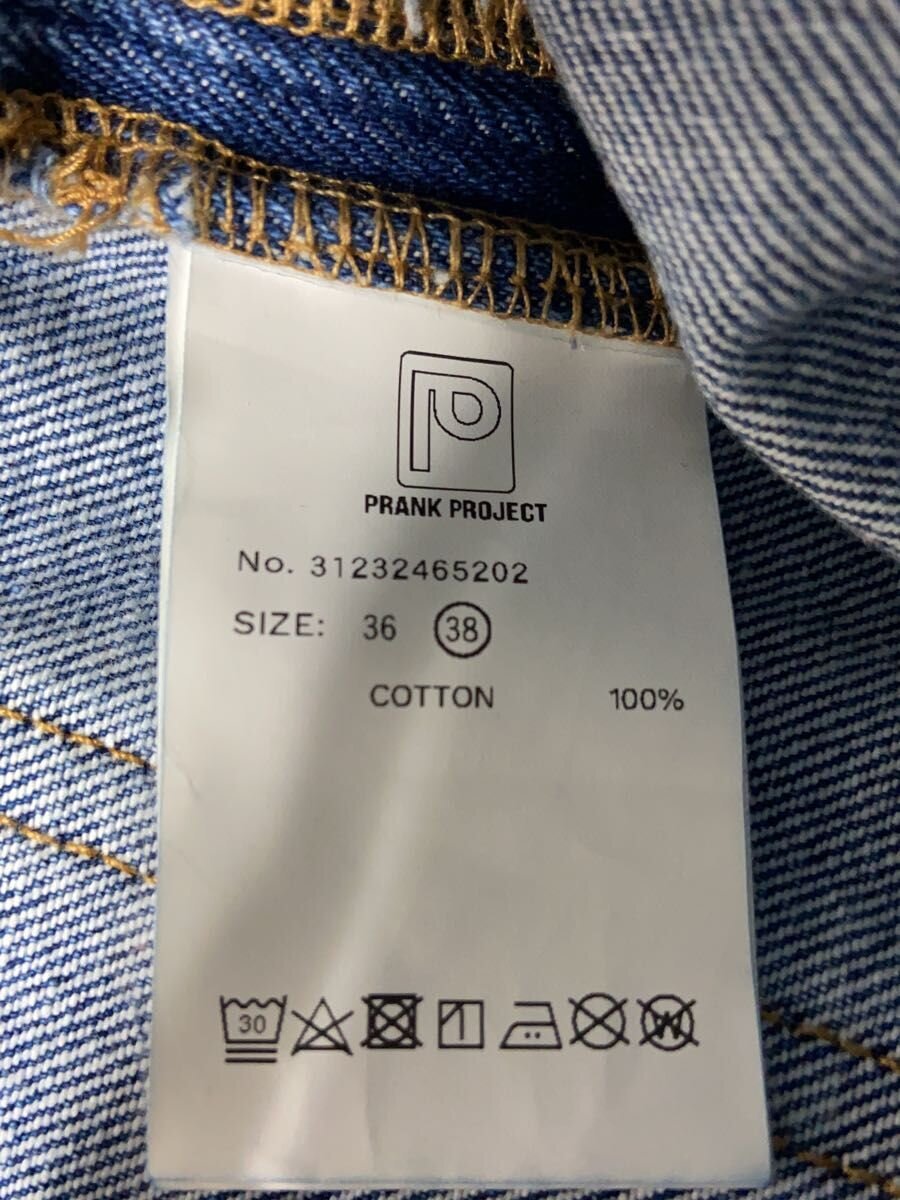 PRANK PROJECT
No. 31232465202
SIZE: 36 38
COTTON 100%
30
W